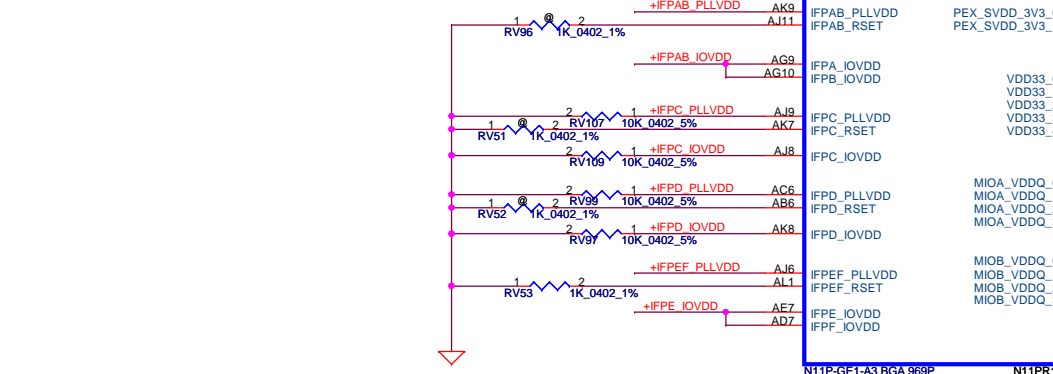 +IFPAB_PLLVDD AK9 IFPAB_PLLVDD PEX_SVDD_3V3_
1 @ 2 AJ11 IFPAB_RSET PEX_SVDD_3V3_
RV96 1K_0402_1%
+IFPAB_IOVDD AG9 IFPA_IOVDD
AG10 IFPB_IOVDD VDD33_
VDD33_
VDD33_
2 1 +IFPC_PLLVDD AJ9 IFPC_PLLVDD VDD33_
RV107 10K_0402_5%
1 @ 2 AK7 IFPC_RSET VDD33_
RV51 1K_0402_1%
2 1 +IFPC_IOVDD AJ8 IFPC_IOVDD
RV109 10K_0402_5%
MIOA_VDDQ_
2 1 +IFPD_PLLVDD AC6 IFPD_PLLVDD MIOA_VDDQ_
RV99 10K_0402_5%
1 @ 2 AB6 IFPD_RSET MIOA_VDDQ_
RV52 1K_0402_1% MIOA_VDDQ_
2 1 +IFPD_IOVDD AK8 IFPD_IOVDD
RV97 10K_0402_5%
MIOB_VDDQ_
+IFPEF_PLLVDD AJ6 IFPEF_PLLVDD MIOB_VDDQ_
1 2 AL1 IFPEF_RSET MIOB_VDDQ_
RV53 1K_0402_1% MIOB_VDDQ_
+IFPE_IOVDD AE7 IFPE_IOVDD
AD7 IFPF_IOVDD
N11P-GE1-A3 BGA 969P N11PR